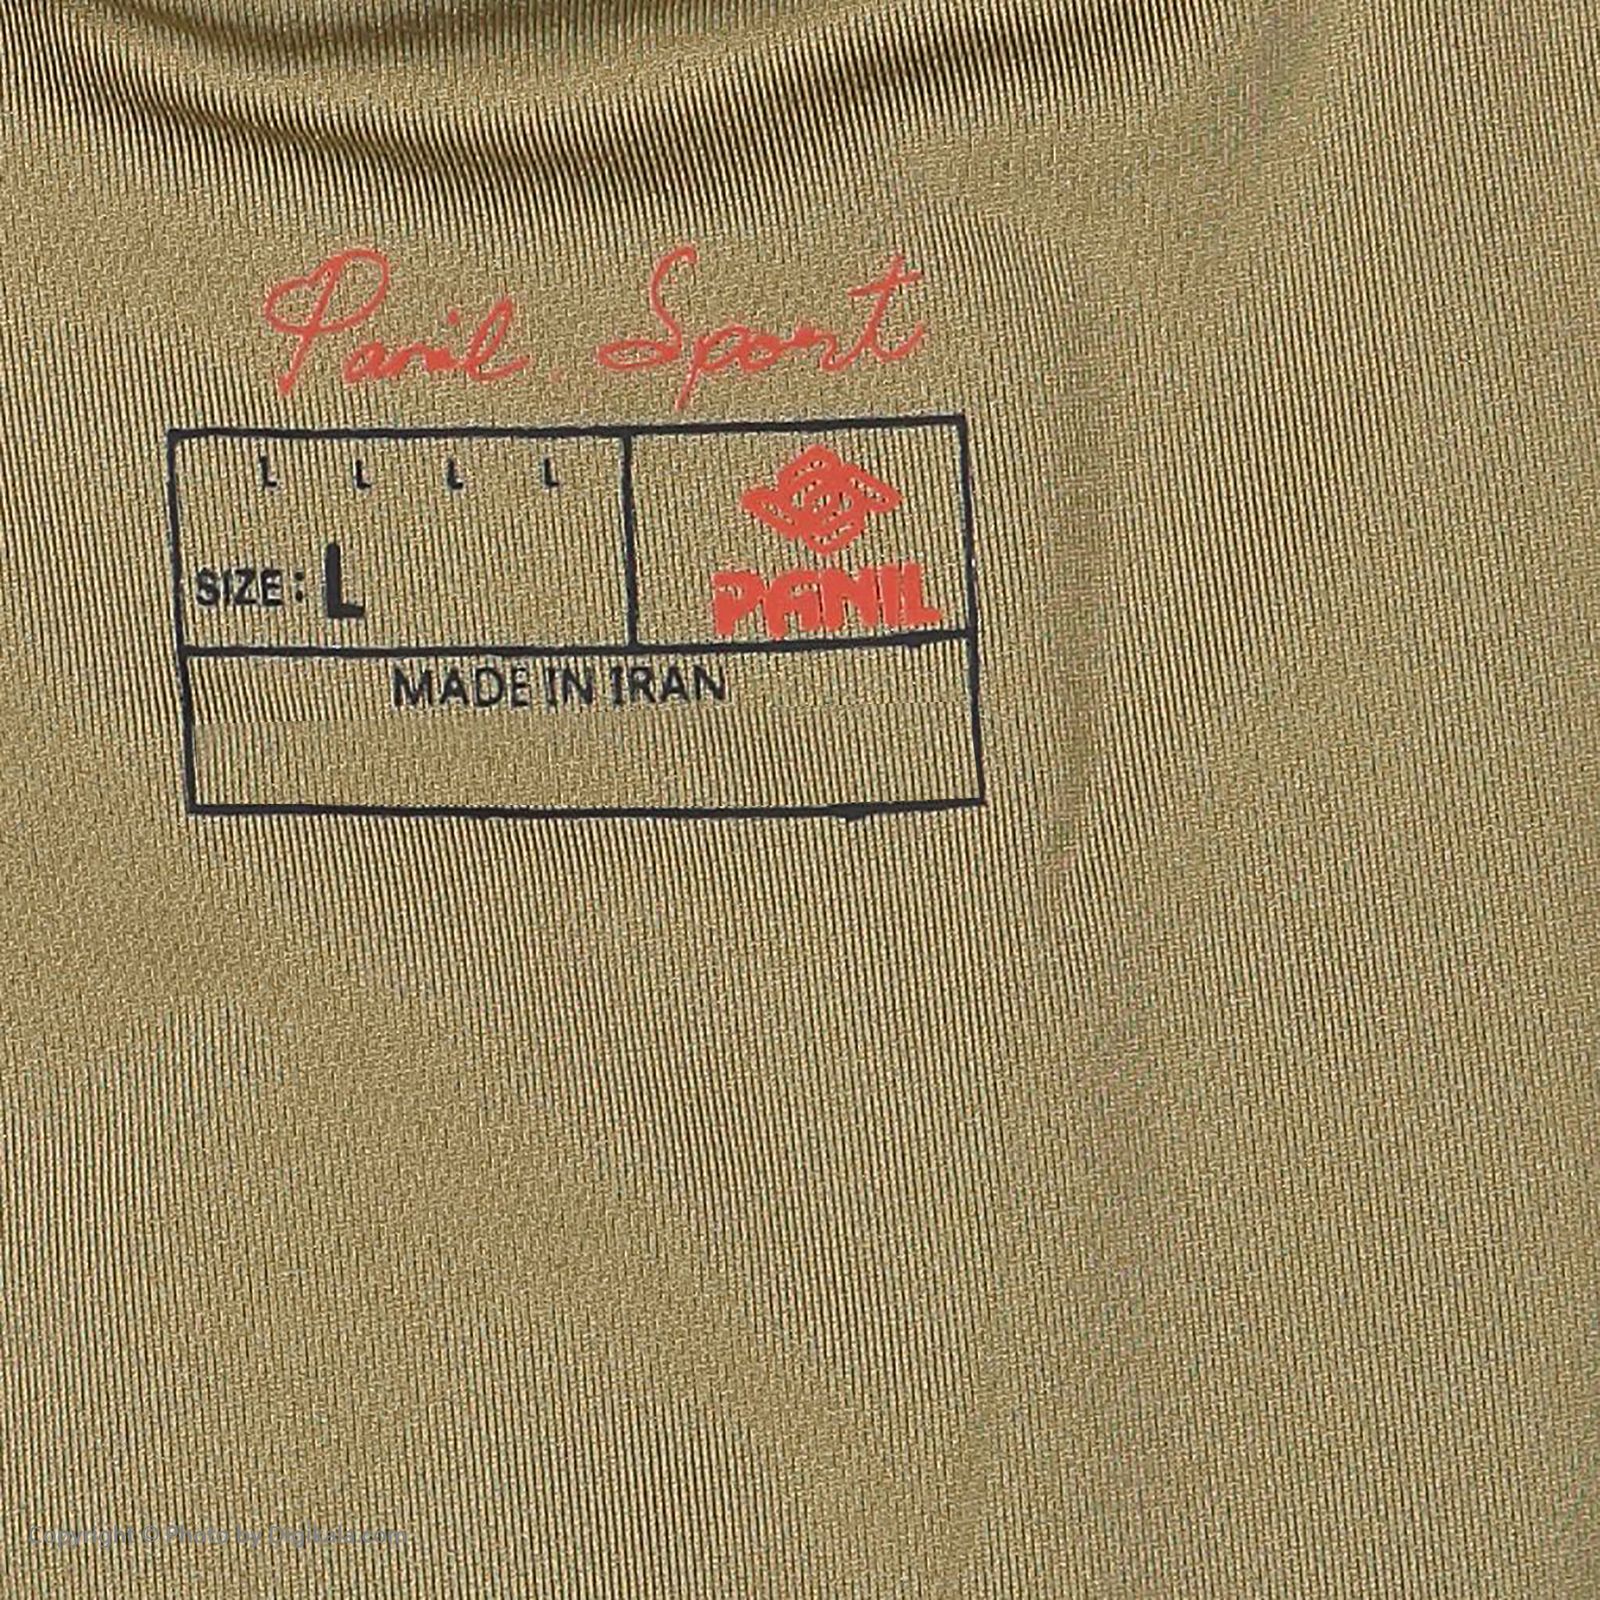 Panil Sport
L L L L
SIZE: L
PANIL
MADE IN IRAN
Copyright © Photo by Digikala.com